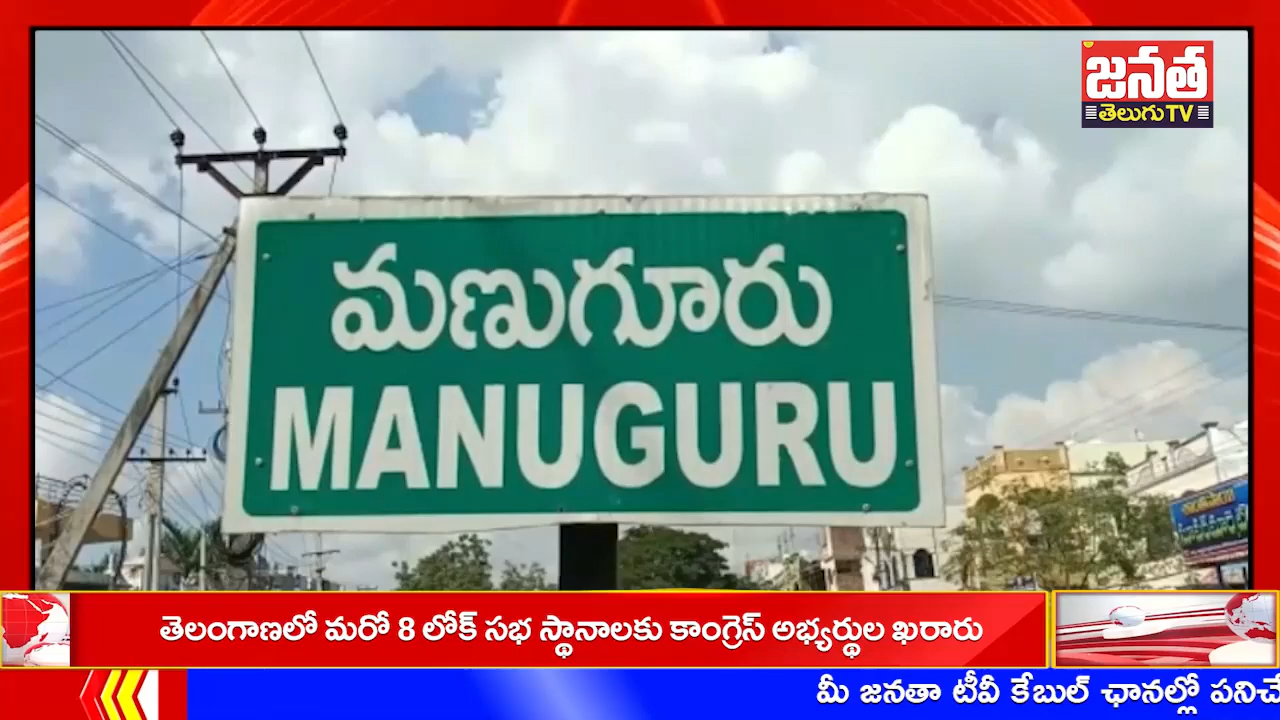 జనత
తెలుగు TV
మణుగూరు
MANUGURU
తెలంగాణలో మరో 8 లోక్ సభ స్థానాలకు కాంగ్రెస్ అభ్యర్థుల ఖరారు
మీ జనతా టీవీ కేబుల్ ఛానల్లో పనిచే